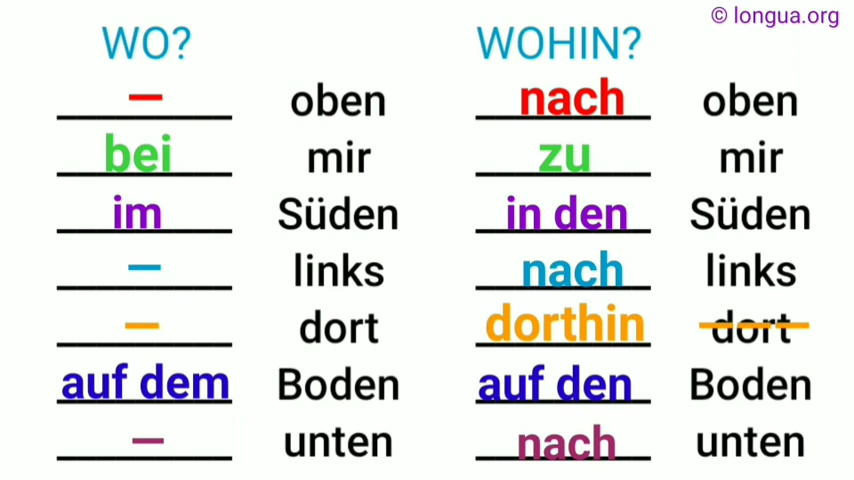 © longua.org
WO? WOHIN?
— oben nach oben
bei mir zu mir
im Süden in den Süden
— links nach links
— dort dorthin dort
auf dem Boden auf den Boden
— unten nach unten